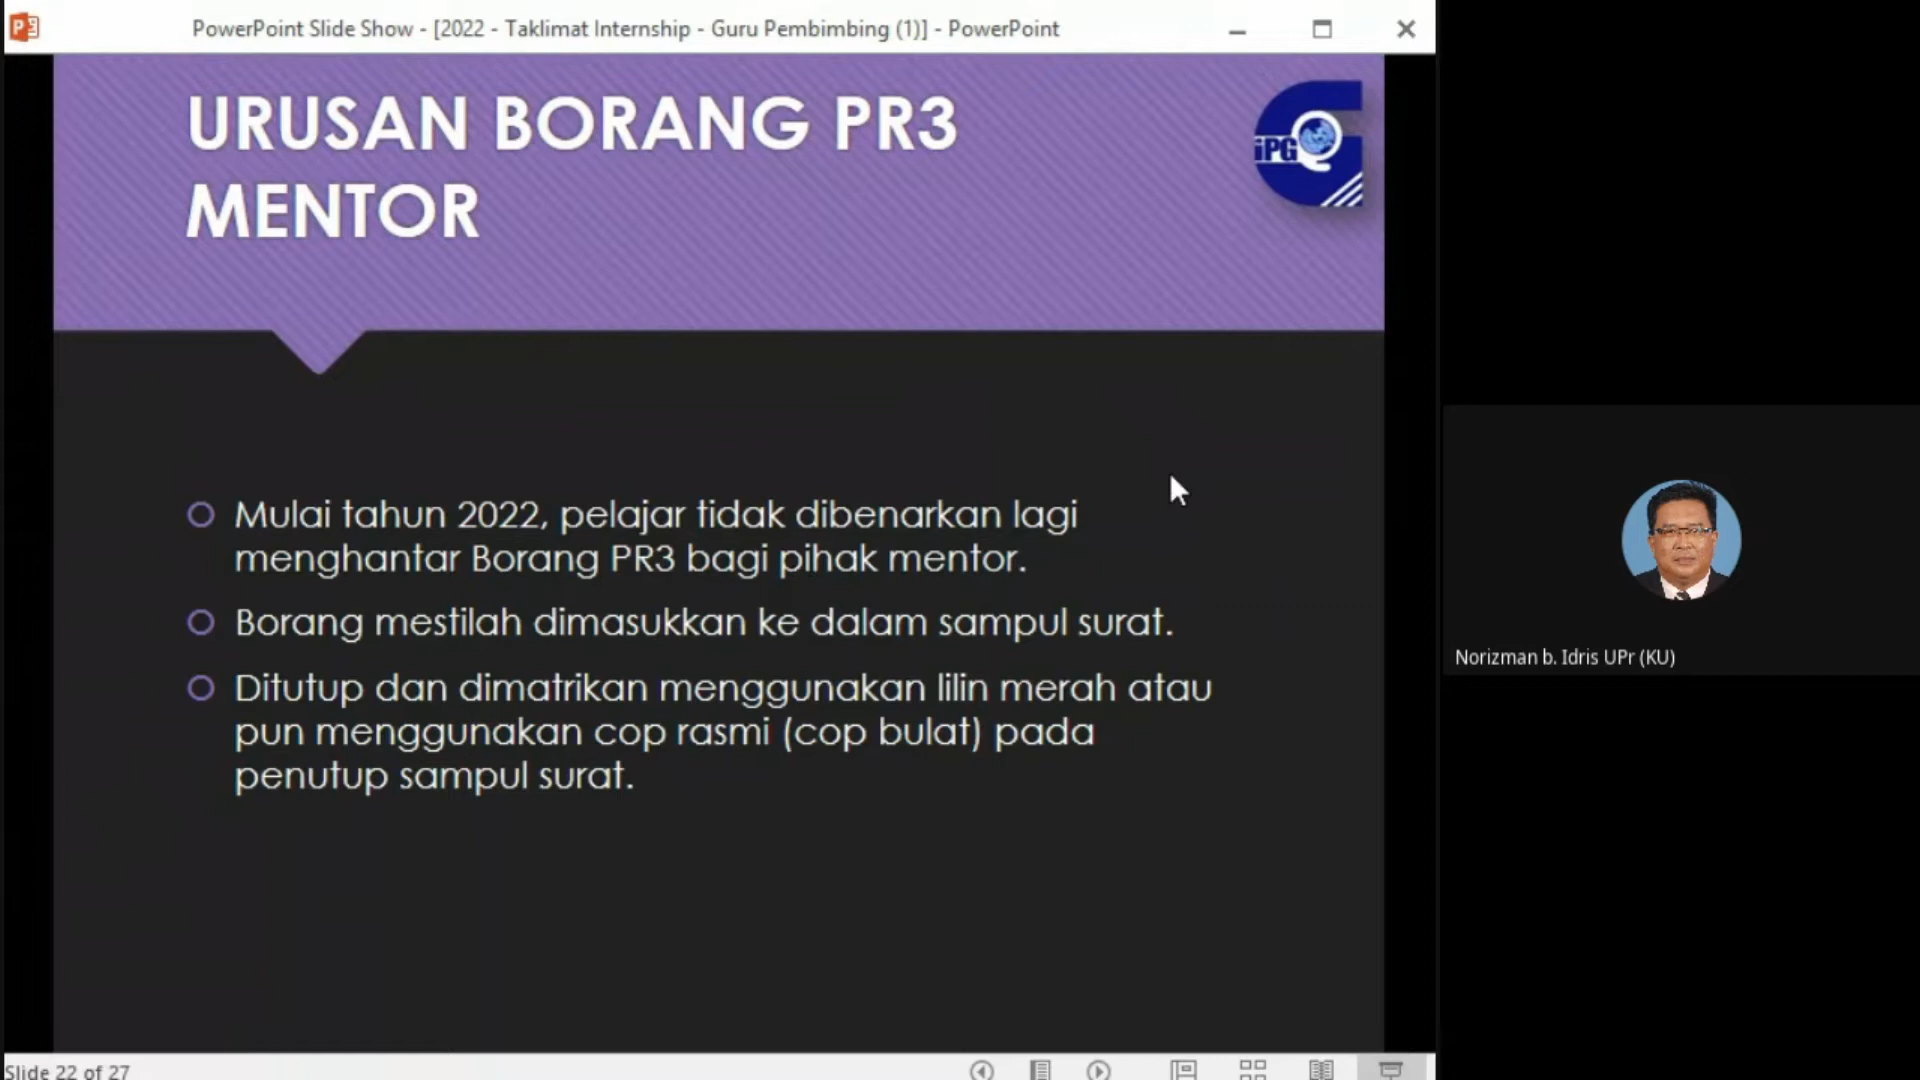 PowerPoint Slide Show - [2022 - Taklimat Internship - Guru Pembimbing (1)] - PowerPoint
URUSAN BORANG PR3
MENTOR
iPG
Mulai tahun 2022, pelajar tidak dibenarkan lagi
menghantar Borang PR3 bagi pihak mentor.
Borang mestilah dimasukkan ke dalam sampul surat.
Ditutup dan dimatrikan menggunakan lilin merah atau
pun menggunakan cop rasmi (cop bulat) pada
penutup sampul surat.
Norizman b. Idris UPr (KU)
Slide 22 of 27